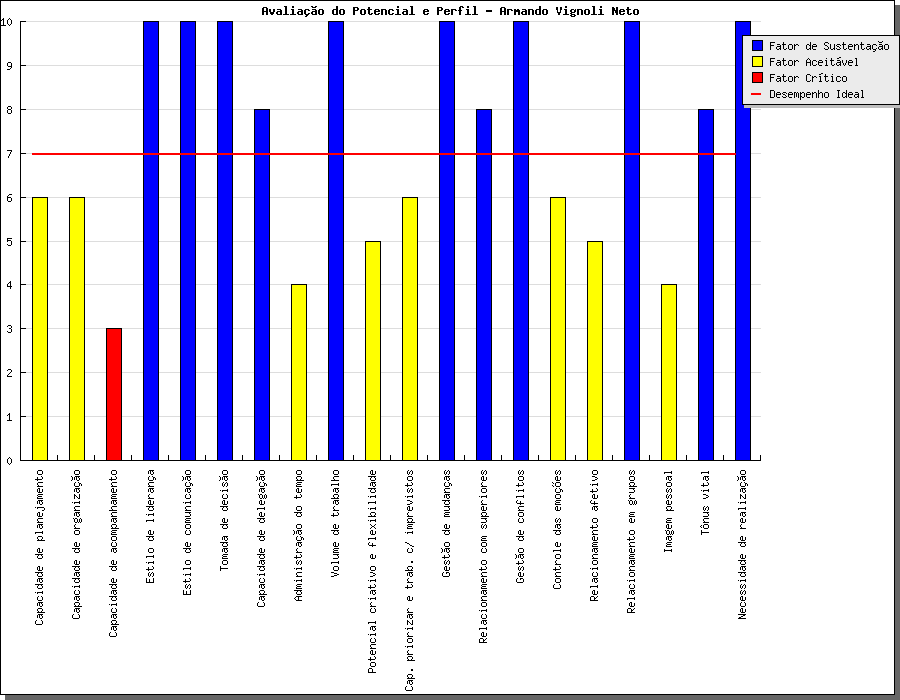 Avaliação do Potencial e Perfil - Armando Vignoli Neto
Fator de Sustentação
Fator Aceitável
Fator Crítico
Desempenho Ideal
10
9
8
7
6
5
4
3
2
1
0
Capacidade de planejamento
Capacidade de organização
Capacidade de acompanhamento
Estilo de liderança
Estilo de comunicação
Tomada de decisão
Capacidade de delegação
Administração do tempo
Volume de trabalho
Potencial criativo e flexibilidade
Cap. priorizar e trab. c/ imprevistos
Gestão de mudanças
Relacionamento com superiores
Gestão de conflitos
Controle das emoções
Relacionamento afetivo
Relacionamento em grupos
Imagem pessoal
Tônus vital
Necessidade de realização